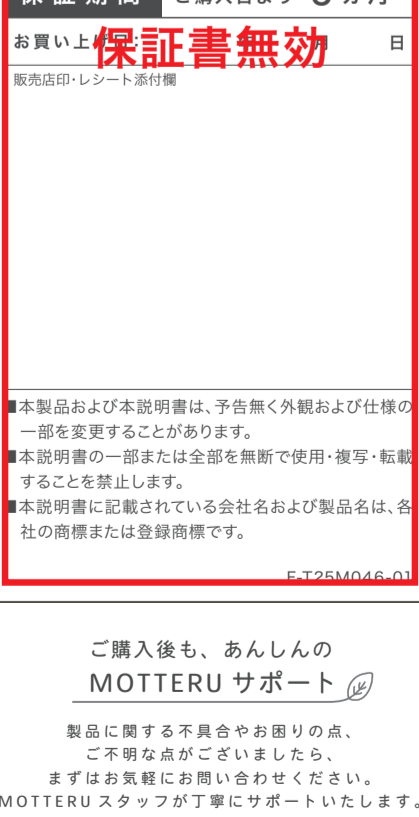 保証期間 ご購入日より 6 カ月
お買い上げ日: 年 月 日
保証書無効
販売店印・レシート添付欄
■本製品および本説明書は、予告無く外観および仕様の
一部を変更することがあります。
■本説明書の一部または全部を無断で使用・複写・転載
することを禁止します。
■本説明書に記載されている会社名および製品名は、各
社の商標または登録商標です。
F-T25M046-01
ご購入後も、あんしんの
MOTTERU サポート
製品に関する不具合やお困りの点、
ご不明な点がございましたら、
まずはお気軽にお問い合わせください。
MOTTERU スタッフが丁寧にサポートいたします。